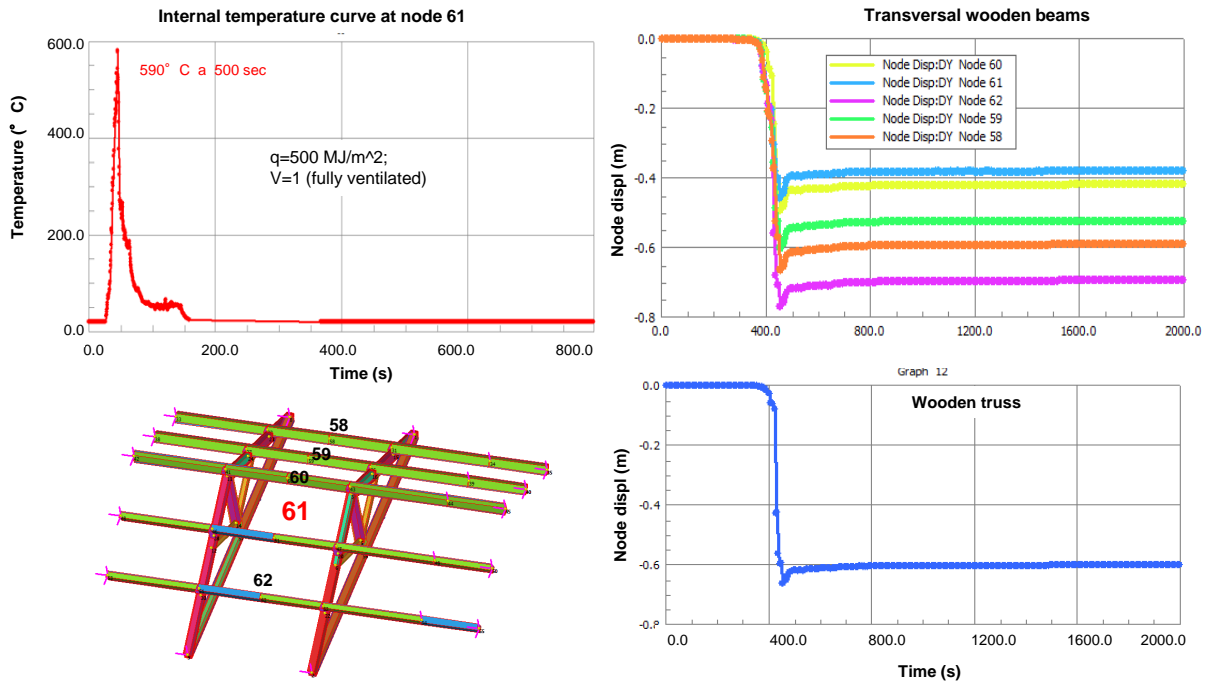 Internal temperature curve at node 61
600.0
400.0
200.0
0.0
Temperature (° C)
590° C a 500 sec
q=500 MJ/m^2;
V=1 (fully ventilated)
0.0 200.0 400.0 600.0 800.0
Time (s)
Transversal wooden beams
0.0
-0.2
-0.4
-0.6
-0.8
Node displ (m)
Node Disp:DY Node 60
Node Disp:DY Node 61
Node Disp:DY Node 62
Node Disp:DY Node 59
Node Disp:DY Node 58
0.0 400.0 800.0 1200.0 1600.0 2000.0
58
59
60
61
62
Graph 12
Wooden truss
0.0
-0.2
-0.4
-0.6
-0.8
Node displ (m)
0.0 400.0 800.0 1200.0 1600.0 2000.0
Time (s)